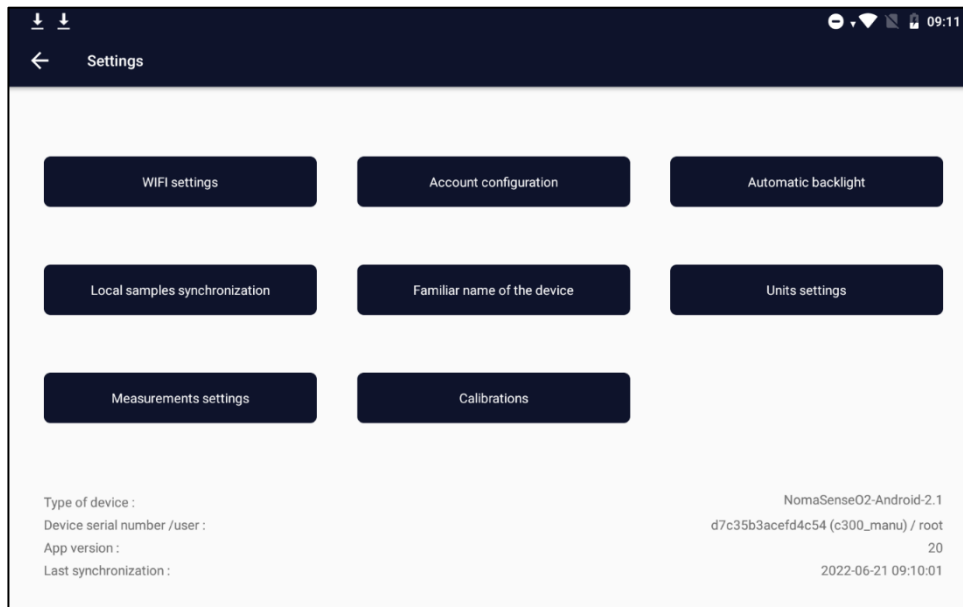 09:11
Settings
WIFI settings Account configuration Automatic backlight
Local samples synchronization Familiar name of the device Units settings
Measurements settings Calibrations
Type of device : NomaSenseO2-Android-2.1
Device serial number /user : d7c35b3acefd4c54 (c300_manu) / root
App version : 20
Last synchronization : 2022-06-21 09:10:01